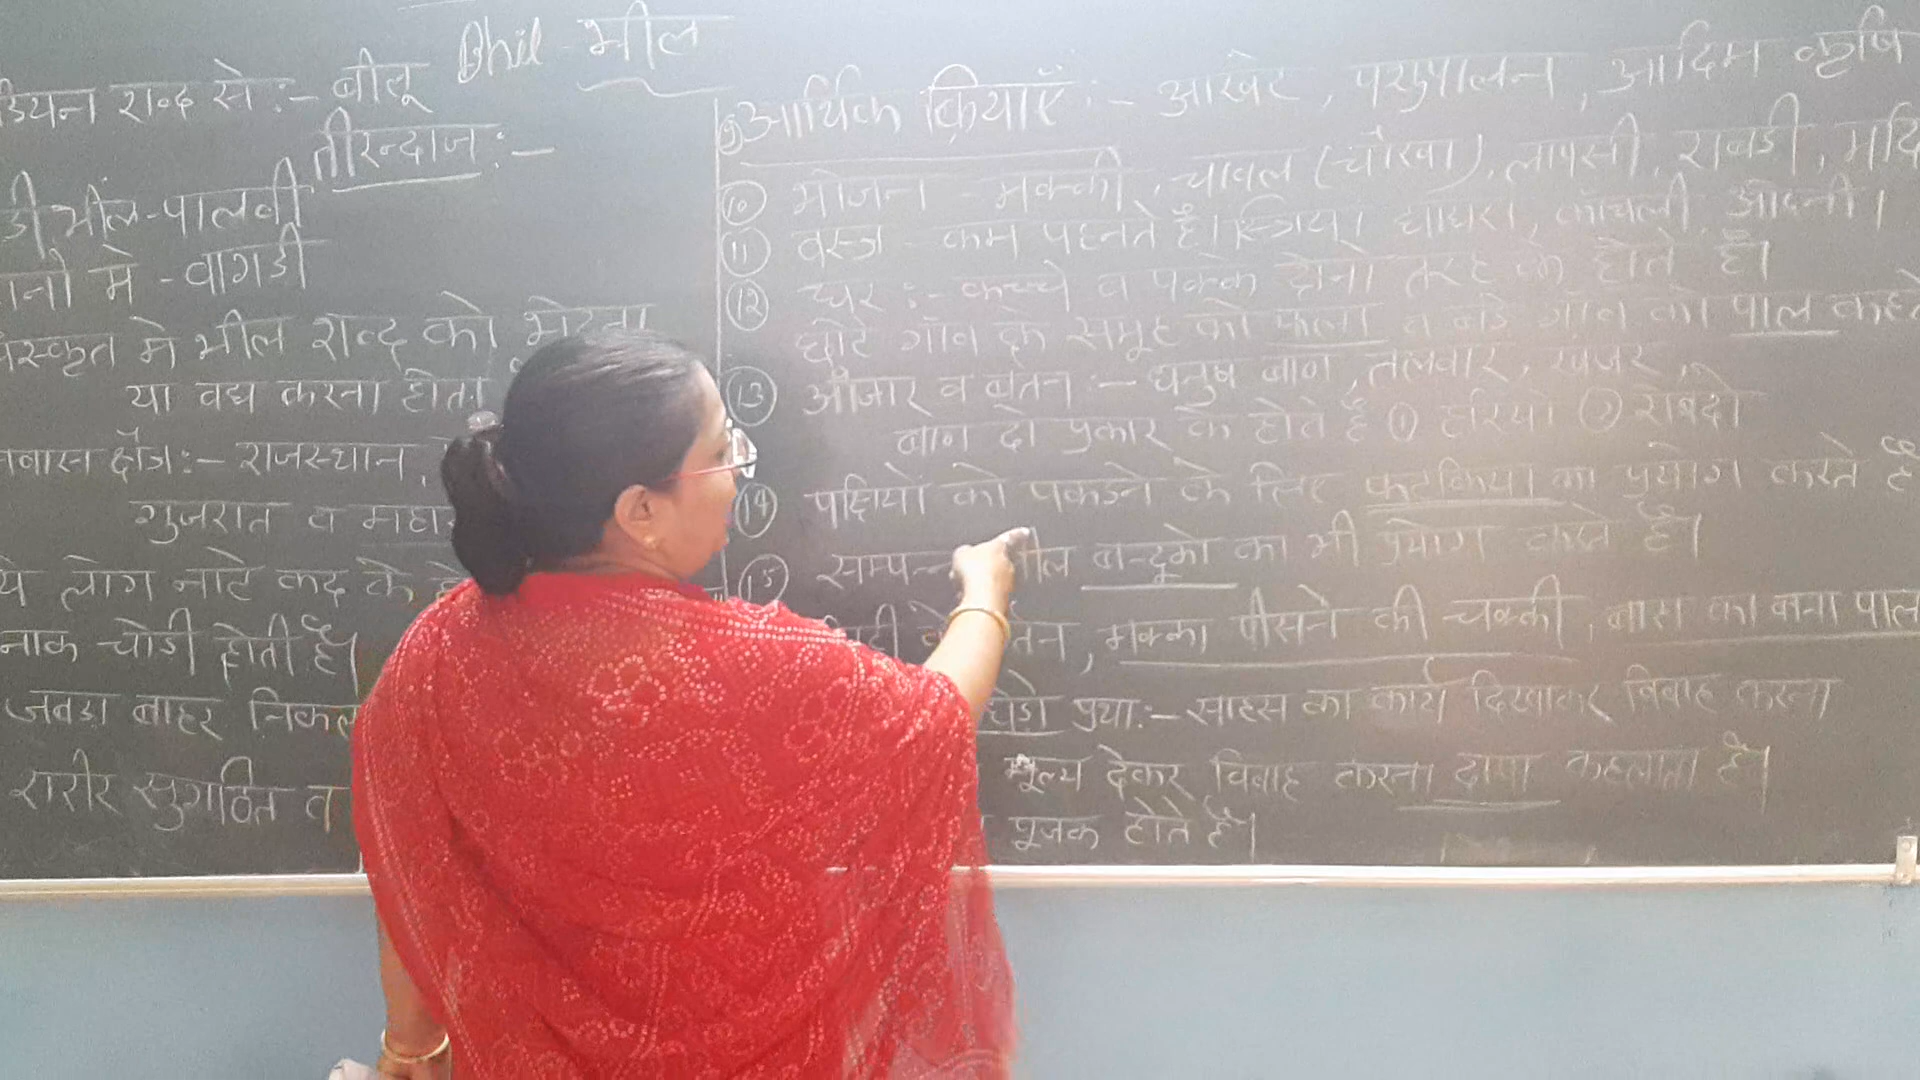 Bhil - भील
डियन शब्द से :- बीलू
तीरन्दाज :-
डी भील - पालवी
मे - वागडी
मे भील शब्द को भेदना
या वध करना होता
क्षेत्र :- राजस्थान,
गुजरात व महा
ये लोग नाटे कद के
नाक चोडी होती है।
जबडा बाहर निकल
शरीर सुगठित व
9 आर्थिक क्रियाएँ :- आखेट, पशुपालन, आदिम कृषि
10 भोजन - मक्की, चावल (चोखा), लापसी, राबडी, मदि
11 वस्त्र - कम पहनते है। स्त्रिया घाघरा, काँचली, ओढनी।
12 घर :- कच्चे व पक्के दोनो तरह के होते है।
छोटे गाँव के समूह को फला व बडे गाँव को पाल कहते
13 औजार व बर्तन :- धनुष बाण, तलवार, खंजर,
बाण दो प्रकार के होते है ① हरियो ② रोबदो
14 पक्षियों को पकडने के लिए फटकिया का प्रयोग करते है
15 सम्पन्न भील बन्दूको का भी प्रयोग करते है।
मक्का पीसने की चक्की, बास का बना पाल
प्रथा :- साहस का कार्य दिखाकर विवाह करना
मूल्य देकर विवाह करना दापा कहलाता है।
पूजक होते है।